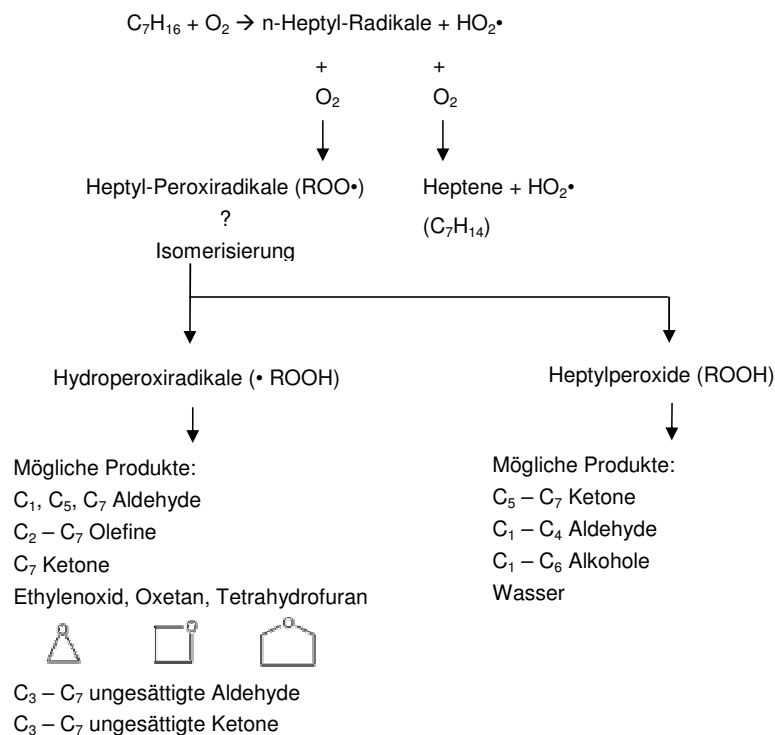 C₇H₁₆ + O₂ → n-Heptyl-Radikale + HO₂•
+ +
O₂ O₂
Heptyl-Peroxiradikale (ROO•) Heptene + HO₂•
? (C₇H₁₄)
Isomerisierung
Hydroperoxiradikale (• ROOH) Heptylperoxide (ROOH)
Mögliche Produkte:
C₁, C₅, C₇ Aldehyde
C₂ – C₇ Olefine
C₇ Ketone
Ethylenoxid, Oxetan, Tetrahydrofuran
O O O
C₃ – C₇ ungesättigte Aldehyde
C₃ – C₇ ungesättigte Ketone
Mögliche Produkte:
C₅ – C₇ Ketone
C₁ – C₄ Aldehyde
C₁ – C₆ Alkohole
Wasser